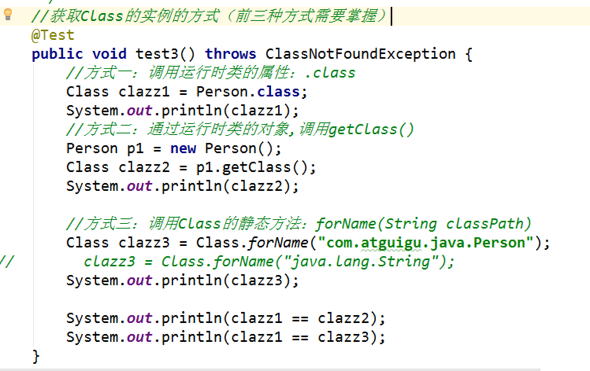 //获取Class的实例的方式（前三种方式需要掌握）
@Test
public void test3() throws ClassNotFoundException {
//方式一：调用运行时类的属性：.class
Class clazz1 = Person.class;
System.out.println(clazz1);
//方式二：通过运行时类的对象,调用getClass()
Person p1 = new Person();
Class clazz2 = p1.getClass();
System.out.println(clazz2);
//方式三：调用Class的静态方法：forName(String classPath)
Class clazz3 = Class.forName("com.atguigu.java.Person");
// clazz3 = Class.forName("java.lang.String");
System.out.println(clazz3);
System.out.println(clazz1 == clazz2);
System.out.println(clazz1 == clazz3);
}